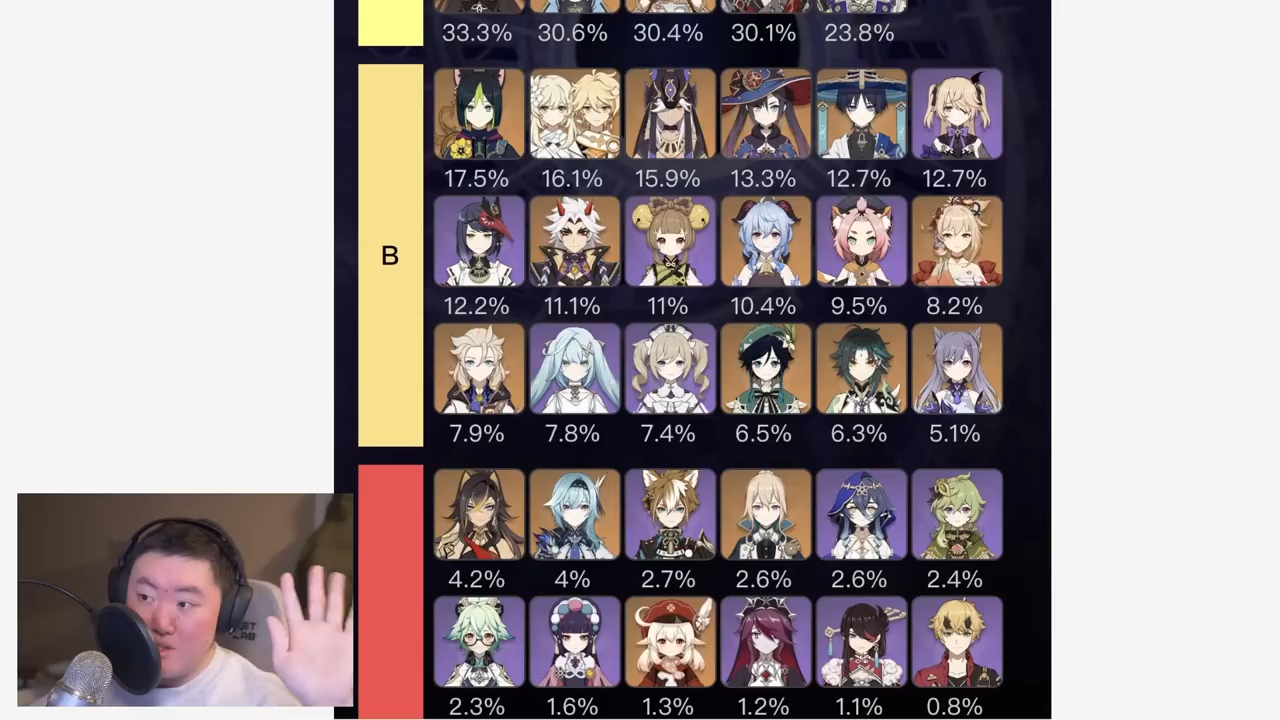 33.3% 30.6% 30.4% 30.1% 23.8%
17.5% 16.1% 15.9% 13.3% 12.7% 12.7%
B
12.2% 11.1% 11% 10.4% 9.5% 8.2%
7.9% 7.8% 7.4% 6.5% 6.3% 5.1%
4.2% 4% 2.7% 2.6% 2.6% 2.4%
2.3% 1.6% 1.3% 1.2% 1.1% 0.8%
LAB